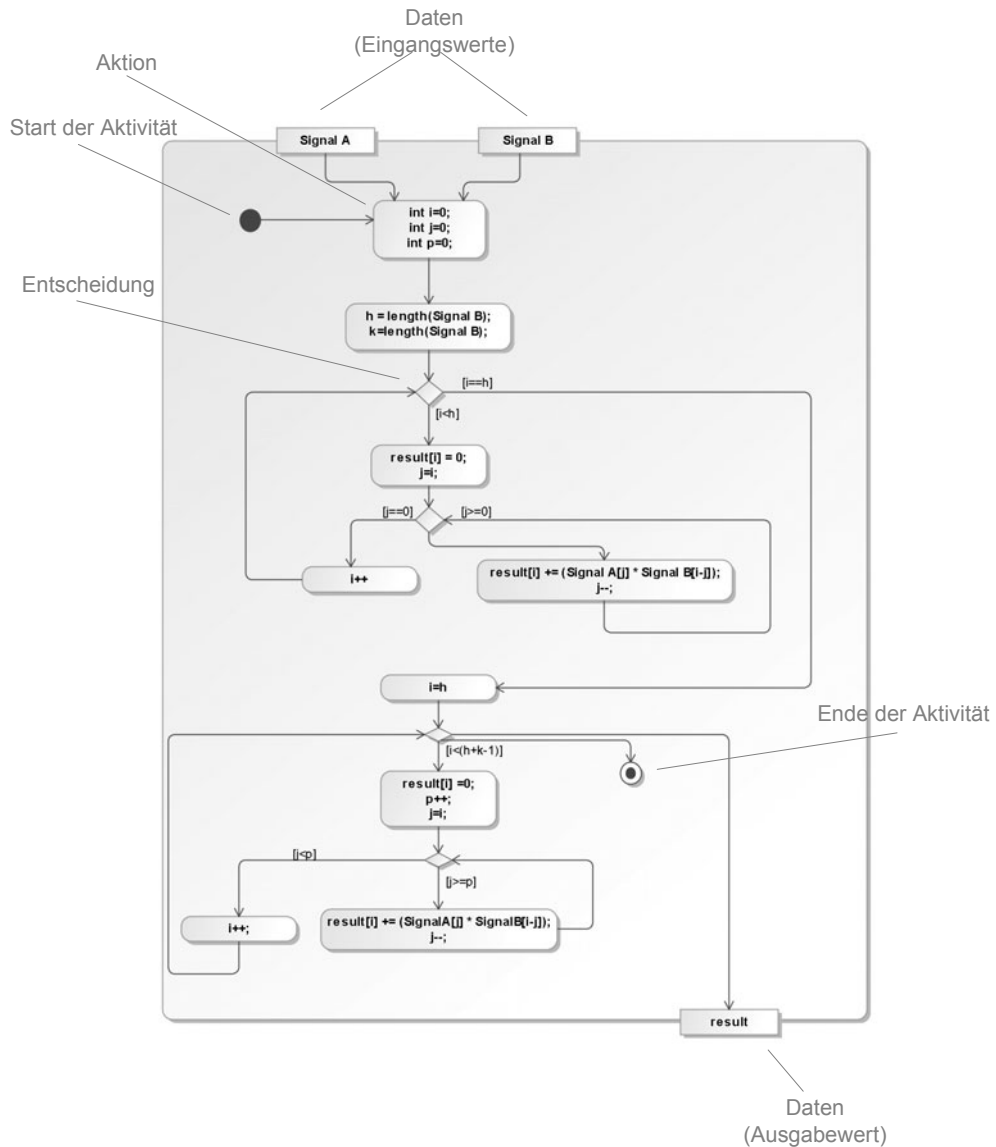 Daten
(Eingangswerte)
Aktion
Start der Aktivität
Signal A
Signal B
int i=0;
int j=0;
int p=0;
Entscheidung
h = length(Signal B);
k=length(Signal B);
[i==h]
[i<h]
result[i] = 0;
j=i;
[j==0]
[j>=0]
i++
result[i] += (Signal A[j] * Signal B[i-j]);
j--;
i=h
Ende der Aktivität
[i<(h+k-1)]
result[i] =0;
p++;
j=i;
[j<p]
[j>=p]
i++;
result[i] += (SignalA[j] * SignalB[i-j]);
j--;
result
Daten
(Ausgabewert)